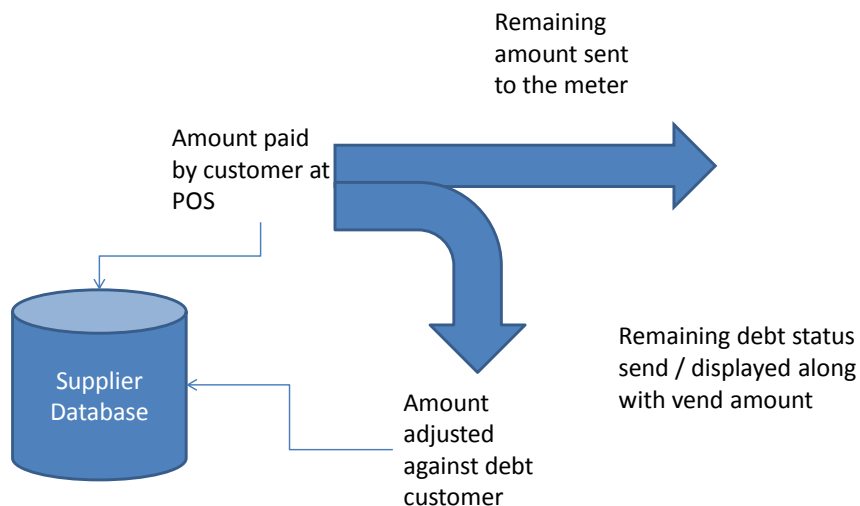 Remaining
amount sent
to the meter
Amount paid
by customer at
POS
Supplier
Database
Remaining debt status
send / displayed along
with vend amount
Amount
adjusted
against debt
customer